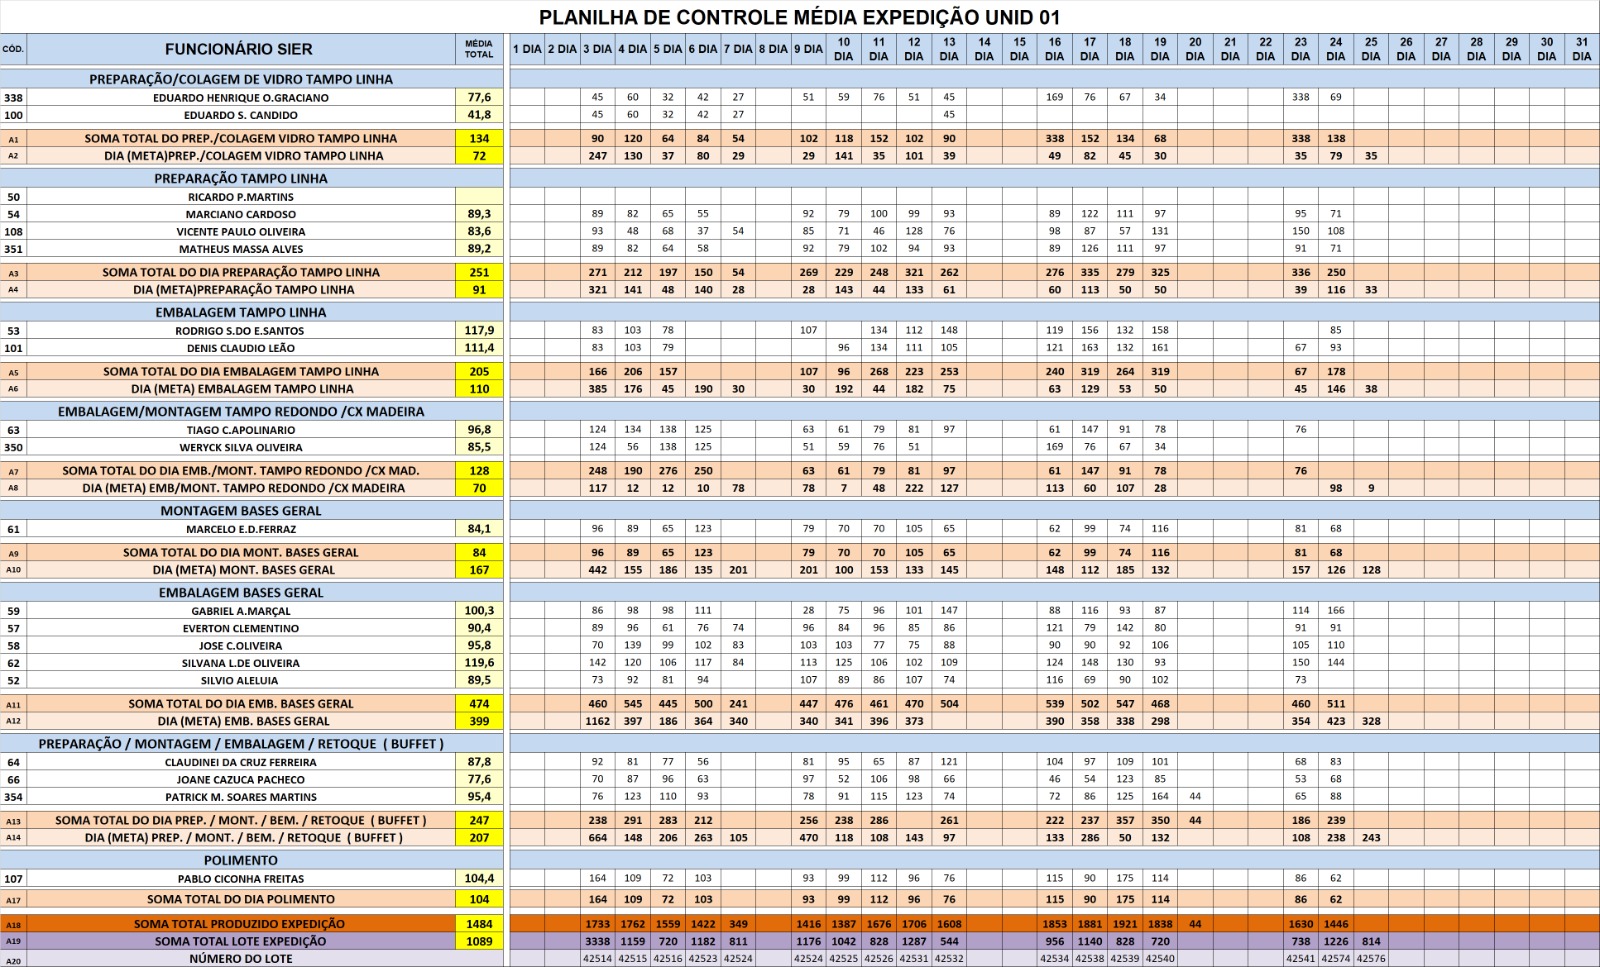 PLANILHA DE CONTROLE MÉDIA EXPEDIÇÃO UNID 01
CÓD. FUNCIONÁRIO SIER MÉDIA TOTAL 1 DIA 2 DIA 3 DIA 4 DIA 5 DIA 6 DIA 7 DIA 8 DIA 9 DIA 10 DIA 11 DIA 12 DIA 13 DIA 14 DIA 15 DIA 16 DIA 17 DIA 18 DIA 19 DIA 20 DIA 21 DIA 22 DIA 23 DIA 24 DIA 25 DIA 26 DIA 27 DIA 28 DIA 29 DIA 30 DIA 31 DIA
PREPARAÇÃO/COLAGEM DE VIDRO TAMPO LINHA
338 EDUARDO HENRIQUE O.GRACIANO 77,6 45 60 32 42 27 51 59 76 51 45 169 76 67 34 338 69
100 EDUARDO S. CANDIDO 41,8 45 60 32 42 27 45
A1 SOMA TOTAL DO PREP./COLAGEM VIDRO TAMPO LINHA 134 90 120 64 84 54 102 118 152 102 90 338 152 134 68 338 138
A2 DIA (META)PREP./COLAGEM VIDRO TAMPO LINHA 72 247 130 37 80 29 29 141 35 101 39 49 82 45 30 35 79 35
PREPARAÇÃO TAMPO LINHA
50 RICARDO P.MARTINS
54 MARCIANO CARDOSO 89,3 89 82 65 55 92 79 100 99 93 89 122 111 97 95 71
108 VICENTE PAULO OLIVEIRA 83,6 93 48 68 37 54 85 71 46 128 76 98 87 57 131 150 108
351 MATHEUS MASSA ALVES 89,2 89 82 64 58 92 79 102 94 93 89 126 111 97 91 71
A3 SOMA TOTAL DO DIA PREPARAÇÃO TAMPO LINHA 251 271 212 197 150 54 269 229 248 321 262 276 335 279 325 336 250
A4 DIA (META)PREPARAÇÃO TAMPO LINHA 91 321 141 48 140 28 28 143 44 133 61 60 113 50 50 39 116 33
EMBALAGEM TAMPO LINHA
53 RODRIGO S.DO E.SANTOS 117,9 83 103 78 107 134 112 148 119 156 132 158 85
101 DENIS CLAUDIO LEÃO 111,4 83 103 79 96 134 111 105 121 163 132 161 67 93
A5 SOMA TOTAL DO DIA EMBALAGEM TAMPO LINHA 205 166 206 157 107 96 268 223 253 240 319 264 319 67 178
A6 DIA (META) EMBALAGEM TAMPO LINHA 110 385 176 45 190 30 30 192 44 182 75 63 129 53 50 45 146 38
EMBALAGEM/MONTAGEM TAMPO REDONDO /CX MADEIRA
63 TIAGO C.APOLINARIO 96,8 124 134 138 125 63 61 79 81 97 61 147 91 78 76
350 WERYCK SILVA OLIVEIRA 85,5 124 56 138 125 51 59 76 51 169 76 67 34
A7 SOMA TOTAL DO DIA EMB./MONT. TAMPO REDONDO /CX MAD. 128 248 190 276 250 63 61 79 81 97 61 147 91 78 76
A8 DIA (META) EMB/MONT. TAMPO REDONDO /CX MADEIRA 70 117 12 12 10 78 78 7 48 222 127 113 60 107 28 98 9
MONTAGEM BASES GERAL
61 MARCELO E.D.FERRAZ 84,1 96 89 65 123 79 70 70 105 65 62 99 74 116 81 68
A9 SOMA TOTAL DO DIA MONT. BASES GERAL 84 96 89 65 123 79 70 70 105 65 62 99 74 116 81 68
A10 DIA (META) MONT. BASES GERAL 167 442 155 186 135 201 201 100 153 133 145 148 112 185 132 157 126 128
EMBALAGEM BASES GERAL
59 GABRIEL A.MARÇAL 100,3 86 98 98 111 28 75 96 101 147 88 116 93 87 114 166
57 EVERTON CLEMENTINO 90,4 89 96 61 76 74 96 84 96 85 86 121 79 142 80 91 91
58 JOSE C.OLIVEIRA 95,8 70 139 99 102 83 103 103 77 75 88 90 90 92 106 105 110
62 SILVANA L.DE OLIVEIRA 119,6 142 120 106 117 84 113 125 106 102 109 124 148 130 93 150 144
52 SILVIO ALELUIA 89,5 73 92 81 94 107 89 86 107 74 116 69 90 102 73
A11 SOMA TOTAL DO DIA EMB. BASES GERAL 474 460 545 445 500 241 447 476 461 470 504 539 502 547 468 460 511
A12 DIA (META) EMB. BASES GERAL 399 1162 397 186 364 340 340 341 396 373 390 358 338 298 354 423 328
PREPARAÇÃO / MONTAGEM / EMBALAGEM / RETOQUE ( BUFFET )
64 CLAUDINEI DA CRUZ FERREIRA 87,8 92 81 77 56 81 95 65 87 121 104 97 109 101 68 83
66 JOANE CAZUCA PACHECO 77,6 70 87 96 63 97 52 106 98 66 46 54 123 85 53 68
354 PATRICK M. SOARES MARTINS 95,4 76 123 110 93 78 91 115 123 74 72 86 125 164 44 65 88
A13 SOMA TOTAL DO DIA PREP. / MONT. / BEM. / RETOQUE ( BUFFET ) 247 238 291 283 212 256 238 286 261 222 237 357 350 44 186 239
A14 DIA (META) PREP. / MONT. / BEM. / RETOQUE ( BUFFET ) 207 664 148 206 263 105 470 118 108 143 97 133 286 50 132 108 238 243
POLIMENTO
107 PABLO CICONHA FREITAS 104,4 164 109 72 103 93 99 112 96 76 115 90 175 114 86 62
A17 SOMA TOTAL DO DIA POLIMENTO 104 164 109 72 103 93 99 112 96 76 115 90 175 114 86 62
A18 SOMA TOTAL PRODUZIDO EXPEDIÇÃO 1484 1733 1762 1559 1422 349 1416 1387 1676 1706 1608 1853 1881 1921 1838 44 1630 1446
A19 SOMA TOTAL LOTE EXPEDIÇÃO 1089 3338 1159 720 1182 811 1176 1042 828 1287 544 956 1140 828 720 738 1226 814
A20 NÚMERO DO LOTE 42514 42515 42516 42523 42524 42524 42525 42526 42531 42532 42534 42538 42539 42540 42541 42574 42576